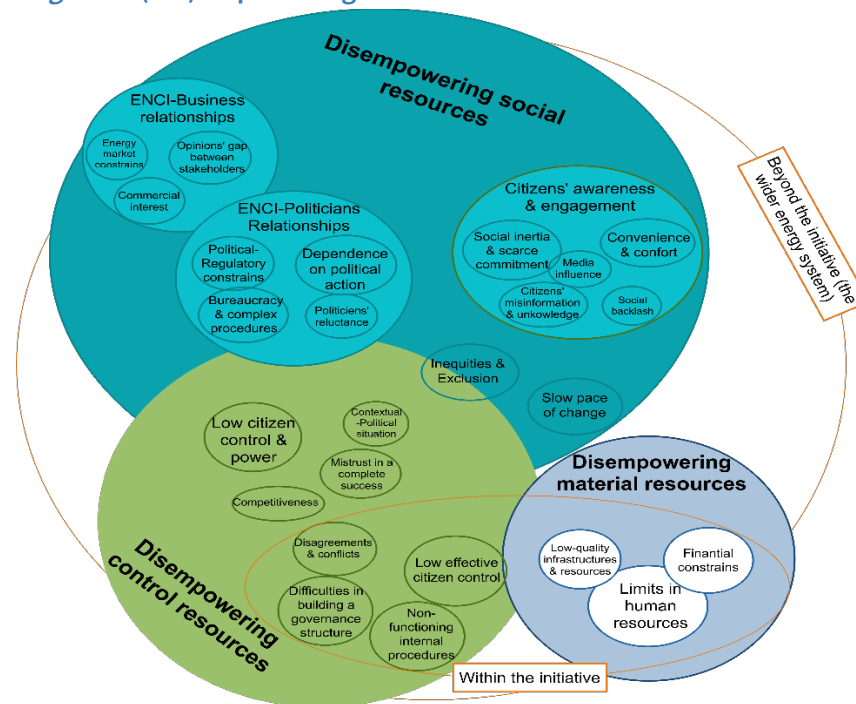 Disempowering social
resources
ENCI-Business
relationships
Energy
market
constrains
Opinions' gap
between
stakeholders
Commercial
interest
ENCI-Politicians
Relationships
Political-
Regulatory
constrains
Dependence
on political
action
Bureaucracy
& complex
procedures
Politiciens'
reluctance
Citizens' awareness
& engagement
Social inertia
& scarce
commitment
Media
influence
Convenience
& confort
Citizens'
misinformation
& unkowledge
Social
backlash
Beyond the initiative (the
wider energy system)
Inequities &
Exclusion
Slow pace
of change
Low citizen
control &
power
Contextual
-Political
situation
Mistrust in a
complete
success
Competitiveness
Disempowering
control resources
Disagreements
& conflicts
Low effective
citizen control
Difficulties in
building a
governance
structure
Non-
functioning
internal
procedures
Disempowering
material resources
Low-quality
infrastructures
& resources
Finantial
constrains
Limits in
human
resources
Within the initiative